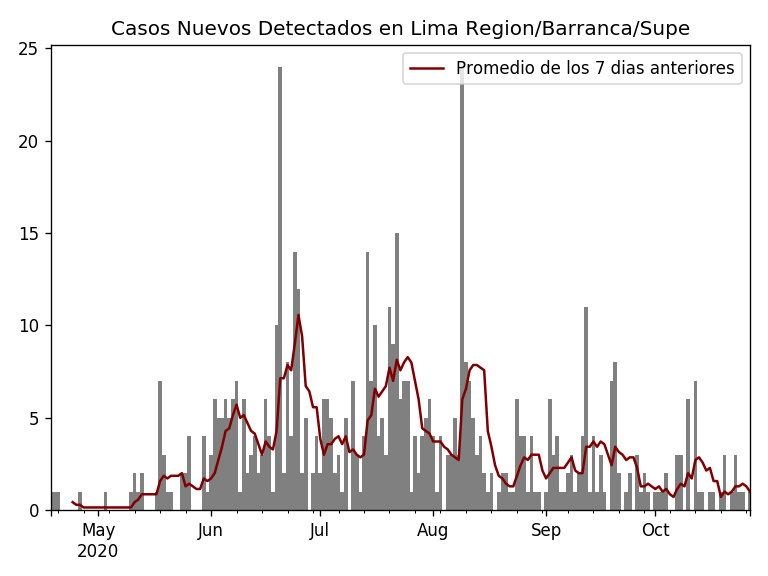 Casos Nuevos Detectados en Lima Region/Barranca/Supe
Promedio de los 7 dias anteriores
25
20
15
10
5
0
May Jun Jul Aug Sep Oct
2020